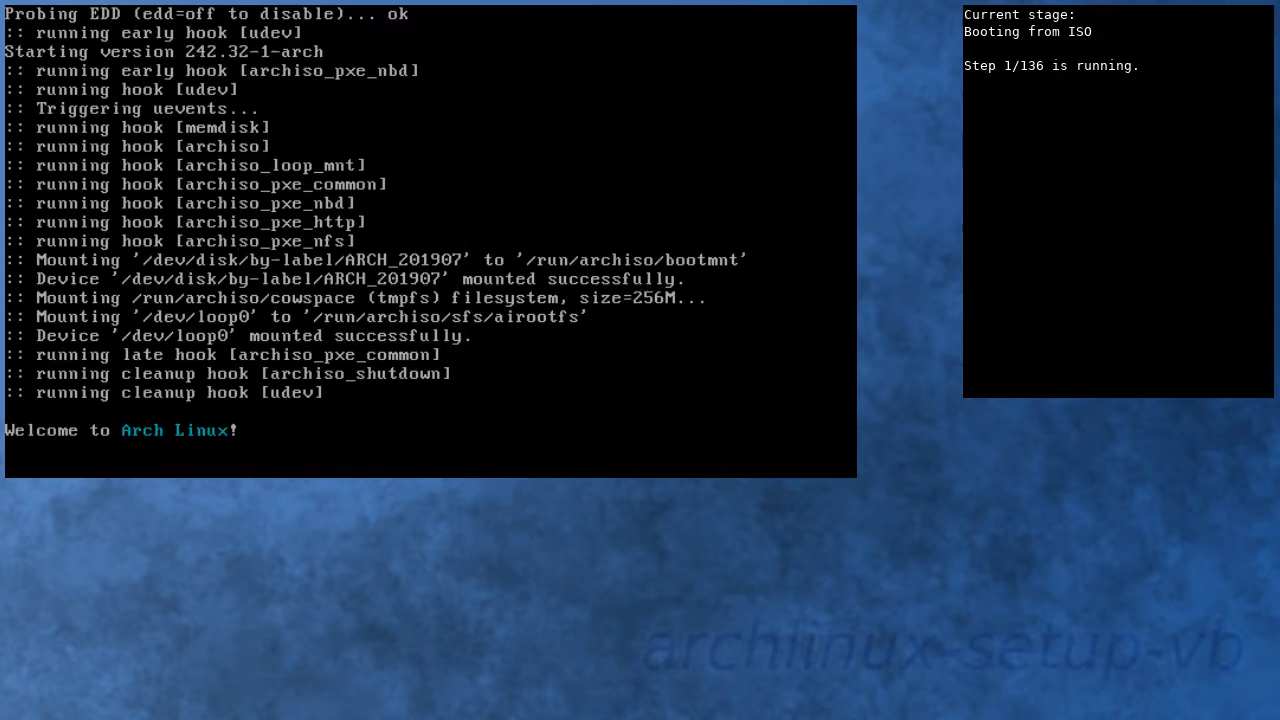 Probing EDD (edd=off to disable)... ok
:: running early hook [udev]
Starting version 242.32-1-arch
:: running early hook [archiso_pxe_nbd]
:: running hook [udev]
:: Triggering uevents...
:: running hook [memdisk]
:: running hook [archiso]
:: running hook [archiso_loop_mnt]
:: running hook [archiso_pxe_common]
:: running hook [archiso_pxe_nbd]
:: running hook [archiso_pxe_http]
:: running hook [archiso_pxe_nfs]
:: Mounting '/dev/disk/by-label/ARCH_201907' to '/run/archiso/bootmnt'
:: Device '/dev/disk/by-label/ARCH_201907' mounted successfully.
:: Mounting /run/archiso/cowspace (tmpfs) filesystem, size=256M...
:: Mounting '/dev/loop0' to '/run/archiso/sfs/airootfs'
:: Device '/dev/loop0' mounted successfully.
:: running late hook [archiso_pxe_common]
:: running cleanup hook [archiso_shutdown]
:: running cleanup hook [udev]
Welcome to Arch Linux!
Current stage:
Booting from ISO
Step 1/136 is running.
archlinux-setup-vb